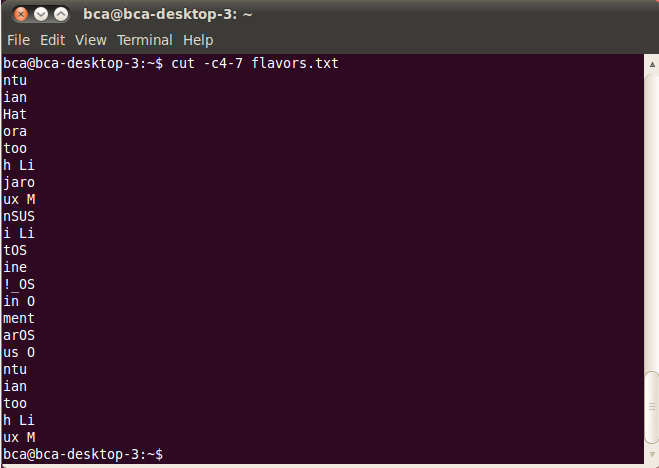 bca@bca-desktop-3: ~
File Edit View Terminal Help
bca@bca-desktop-3:~$ cut -c4-7 flavors.txt
ntu
ian
Hat
ora
too
h Li
jaro
ux M
nSUS
i Li
tOS
ine
!_OS
in O
ment
arOS
us O
ntu
ian
too
h Li
ux M
bca@bca-desktop-3:~$